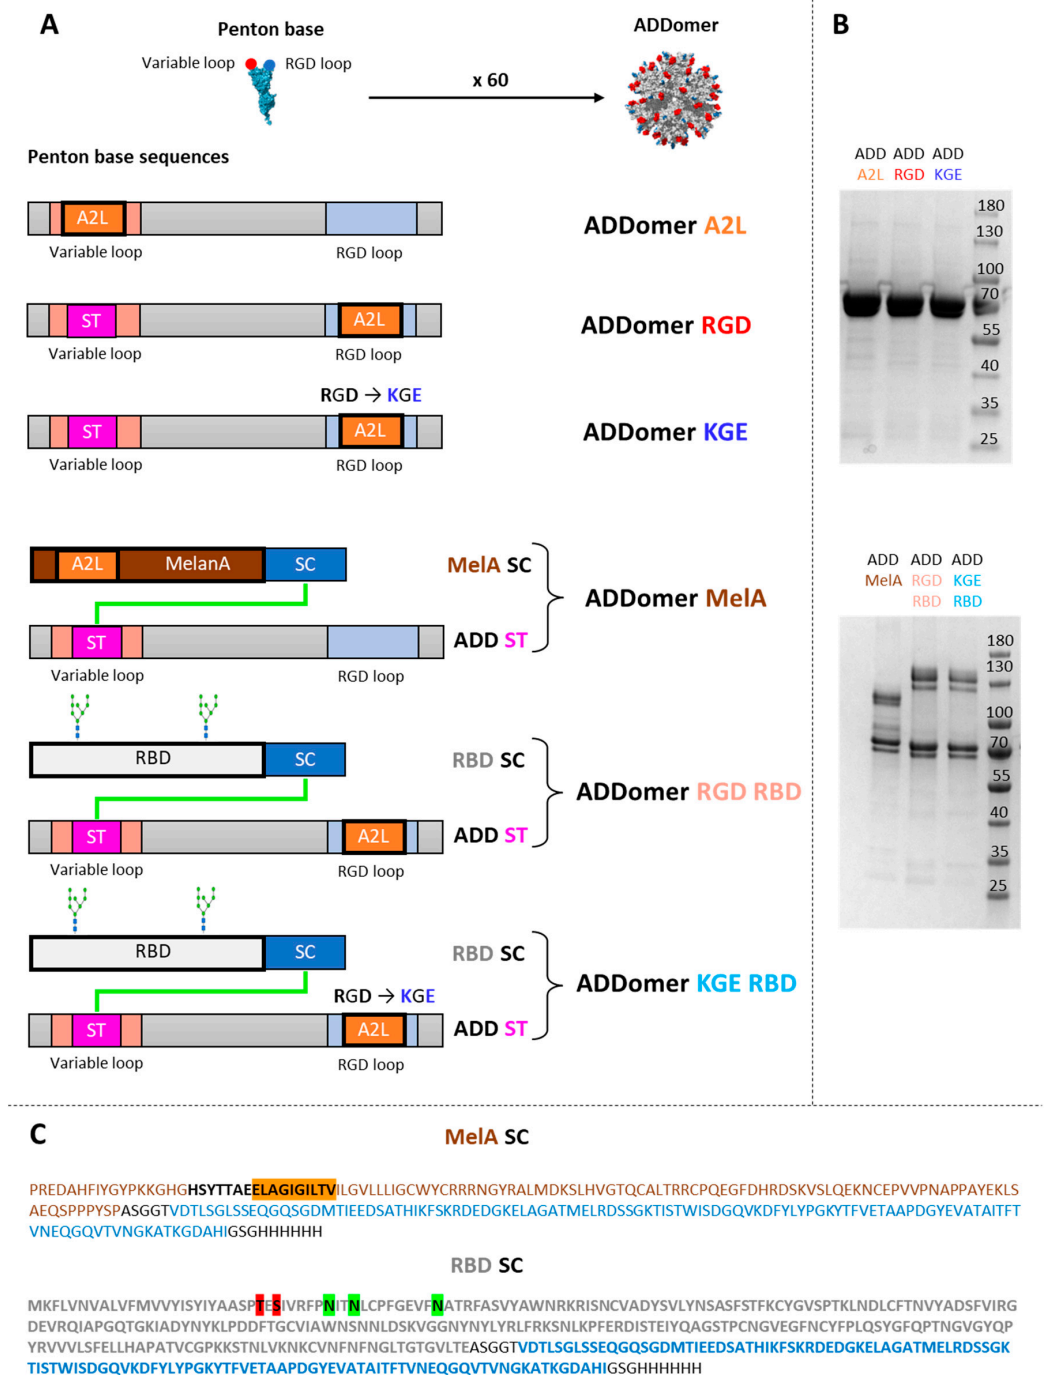 A
Penton base
Variable loop
RGD loop
x 60
ADDomer
Penton base sequences
A2L
Variable loop
RGD loop
ADDomer A2L
ST
A2L
Variable loop
RGD loop
ADDomer RGD
RGD → KGE
ST
A2L
Variable loop
RGD loop
ADDomer KGE
A2L
MelanA
SC
MelA SC
ST
ADD ST
Variable loop
RGD loop
ADDomer MelA
RBD
SC
RBD SC
ST
A2L
ADD ST
Variable loop
RGD loop
ADDomer RGD RBD
RBD
SC
RBD SC
RGD → KGE
ST
A2L
ADD ST
Variable loop
RGD loop
ADDomer KGE RBD
B
ADD ADD ADD
A2L RGD KGE
180
130
100
70
55
40
35
25
ADD ADD ADD
MelA RGD KGE
RBD RBD
180
130
100
70
55
40
35
25
C
MelA SC
PREDAHFIYGYPKKGHGHSYTTAEELAGIGILTVILGVLLLIGCWYCRRRNGYRALMDKSLHVGTQCALTRRCPQEGFDHRDSKVSLQEKNCEPVVPNAPPAYEKLS
AEQSPPPYSPASGGTVDTLSGLSSEQGQSGDMTIEEDSATHIKFSKRDEDGKELAGATMELRDSSGKTISTWISDGQVKDFYLYPGKYTFVETAAPDGYEVATAITFT
VNEQGQVTVNGKATKGDAHIGSGHHHHHH
RBD SC
MKFLVNVALVFMVVYISYIYAASPTESIVRFPNITNLCPFGEVFNATRFASVYAWNRKRISNCVADYSVLYNSASFSTFKCYGVSPTKLNDLCFTNVYADSFVIRG
DEVRQIAPGQTGKIADYNYKLPDDFTGCVIAWNSNNLDSKVGGNYNYLYRLFRKSNLKPFERDISTEIYQAGSTPCNGVEGFNCYFPLQSYGFQPTNGVGYQP
YRVVVLSFELLHAPATVCGPKKSTNLVKNKCVNFNFNGLTGTGVLTEASGGTVDTLSGLSSEQGQSGDMTIEEDSATHIKFSKRDEDGKELAGATMELRDSSGK
TISTWISDGQVKDFYLYPGKYTFVETAAPDGYEVATAITFTVNEQGQVTVNGKATKGDAHIGSGHHHHHH